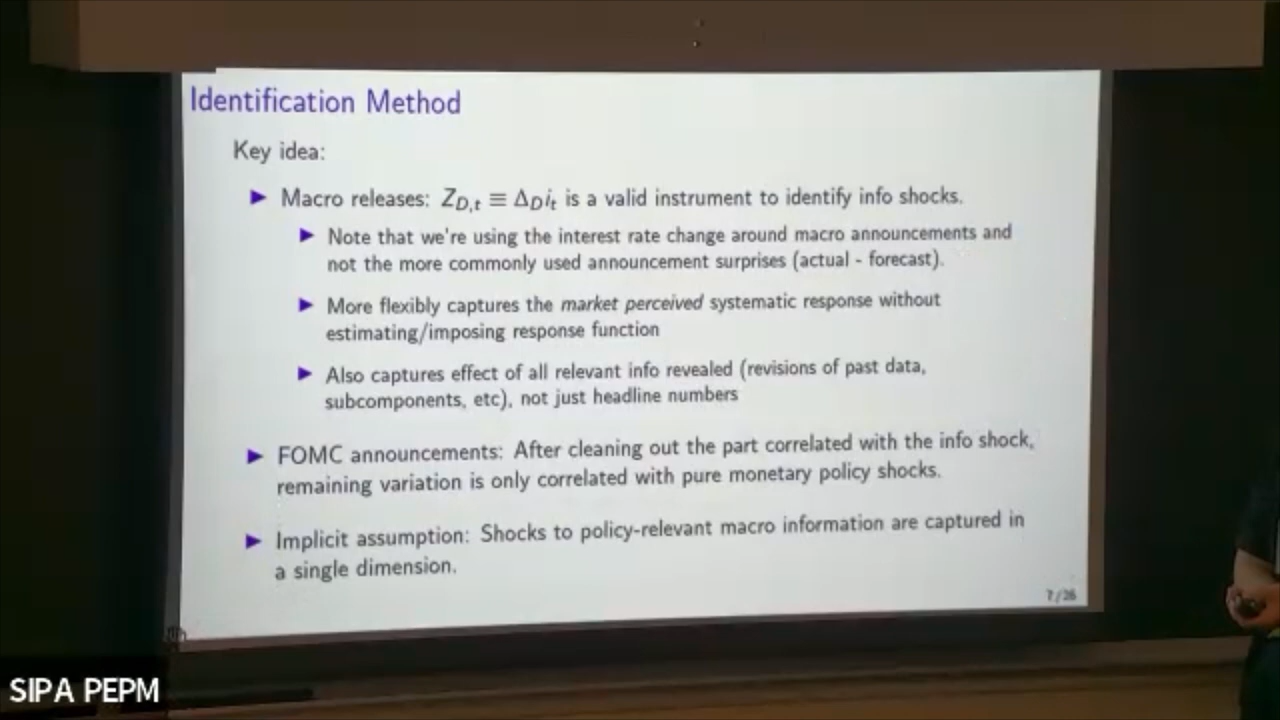 Identification Method
Key idea:
▶ Macro releases: Z_{D,t} ≡ Δ_D i_t is a valid instrument to identify info shocks.
▶ Note that we're using the interest rate change around macro announcements and
not the more commonly used announcement surprises (actual - forecast).
▶ More flexibly captures the market perceived systematic response without
estimating/imposing response function
▶ Also captures effect of all relevant info revealed (revisions of past data,
subcomponents, etc), not just headline numbers
▶ FOMC announcements: After cleaning out the part correlated with the info shock,
remaining variation is only correlated with pure monetary policy shocks.
▶ Implicit assumption: Shocks to policy-relevant macro information are captured in
a single dimension.
7/26
SIPA PEPM